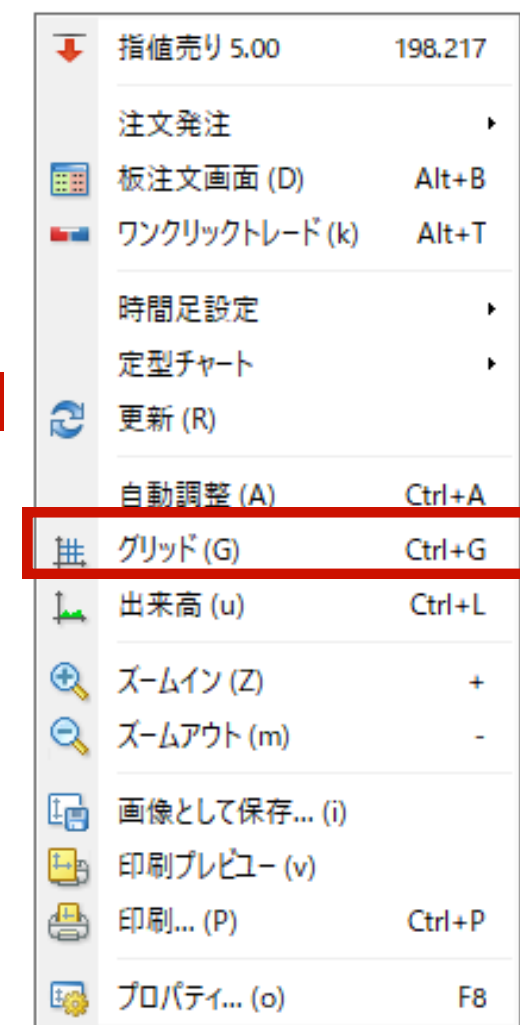 指値売り 5.00 198.217
注文発注
板注文画面 (D) Alt+B
ワンクリックトレード (k) Alt+T
時間足設定
定型チャート
更新 (R)
自動調整 (A) Ctrl+A
グリッド (G) Ctrl+G
出来高 (u) Ctrl+L
ズームイン (Z) +
ズームアウト (m) -
画像として保存... (i)
印刷プレビュー (v)
印刷... (P) Ctrl+P
プロパティ... (o) F8